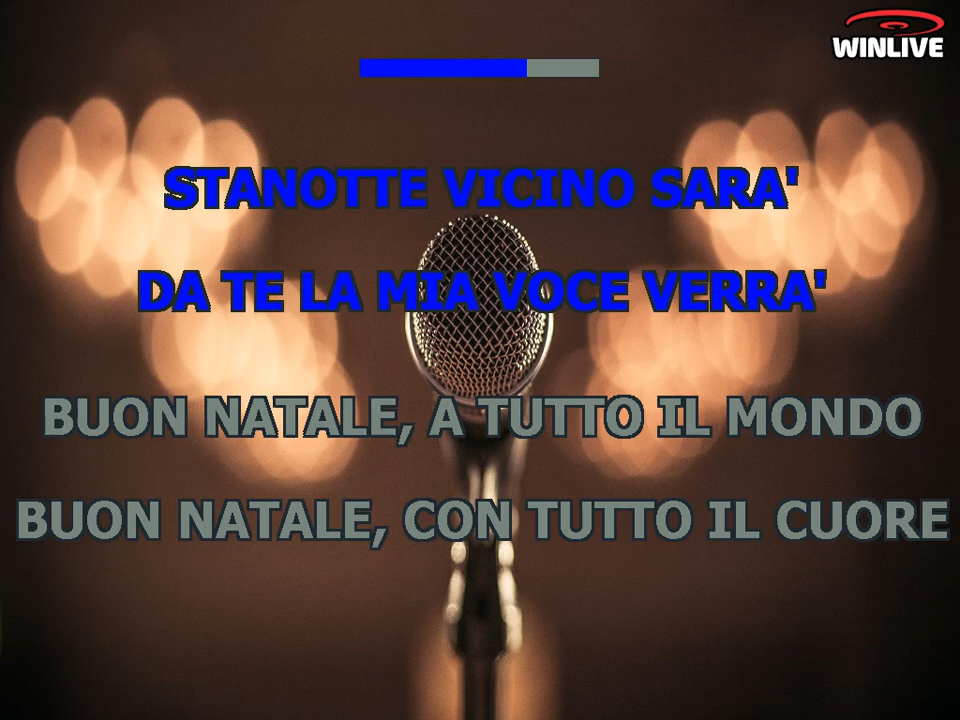 WINLIVE
STANOTTE VICINO SARA'
DA TE LA MIA VOCE VERRA'
BUON NATALE, A TUTTO IL MONDO
BUON NATALE, CON TUTTO IL CUORE